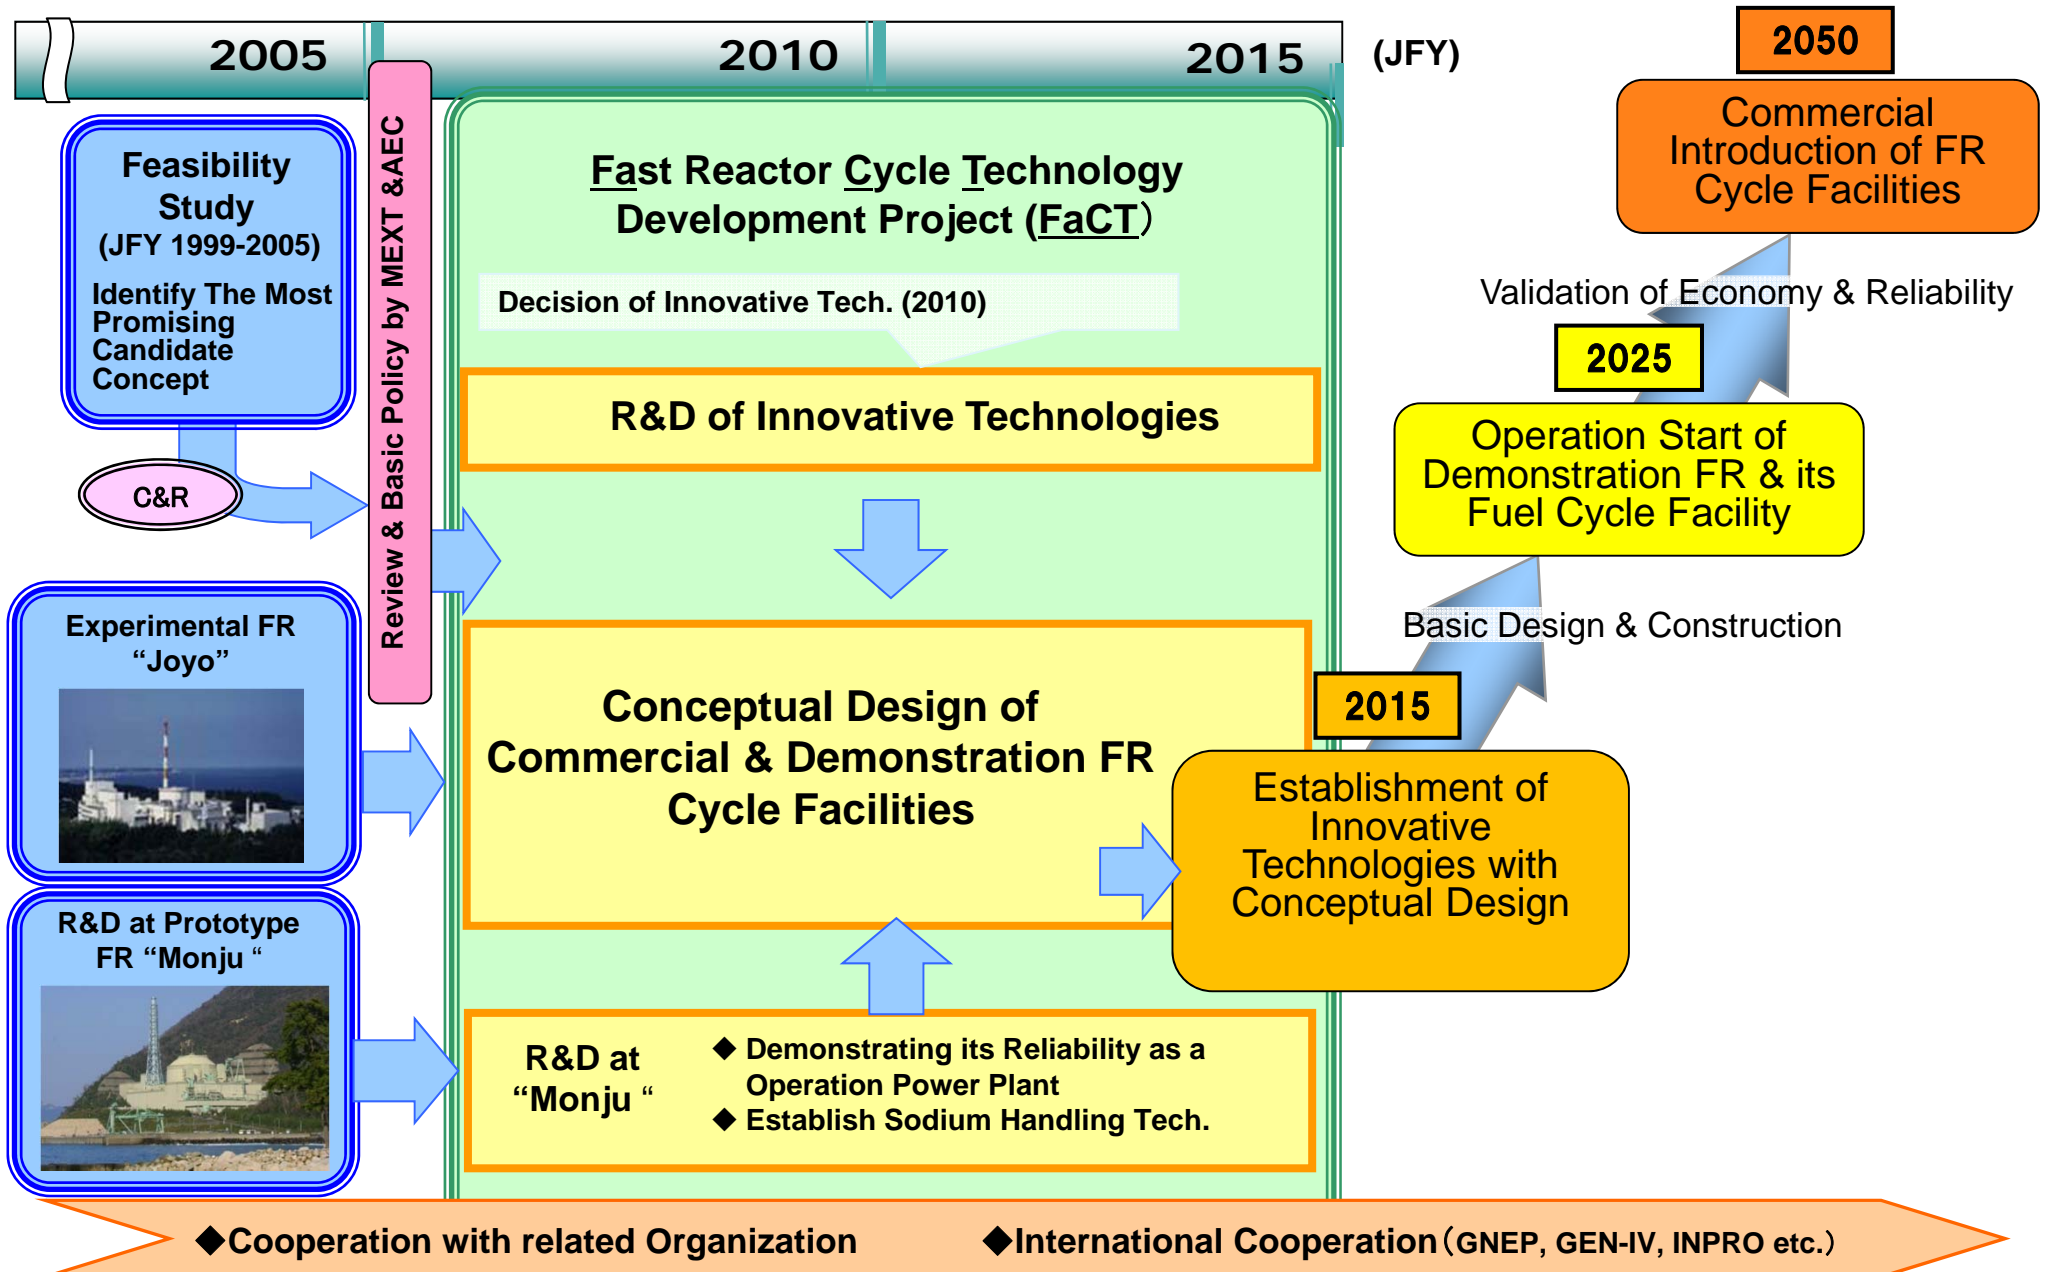 2005
2010
2015
(JFY)
2050
Commercial
Introduction of FR
Cycle Facilities
Feasibility
Study
(JFY 1999-2005)
Identify The Most
Promising
Candidate
Concept
C&R
Review & Basic Policy by MEXT &AEC
Fast Reactor Cycle Technology
Development Project (FaCT）
Decision of Innovative Tech. (2010)
R&D of Innovative Technologies
Validation of Economy & Reliability
2025
Operation Start of
Demonstration FR & its
Fuel Cycle Facility
Basic Design & Construction
Experimental FR
“Joyo”
Conceptual Design of
Commercial & Demonstration FR
Cycle Facilities
2015
Establishment of
Innovative
Technologies with
Conceptual Design
R&D at Prototype
FR “Monju “
R&D at
“Monju “
◆ Demonstrating its Reliability as a
Operation Power Plant
◆ Establish Sodium Handling Tech.
◆Cooperation with related Organization
◆International Cooperation（GNEP, GEN-IV, INPRO etc.）